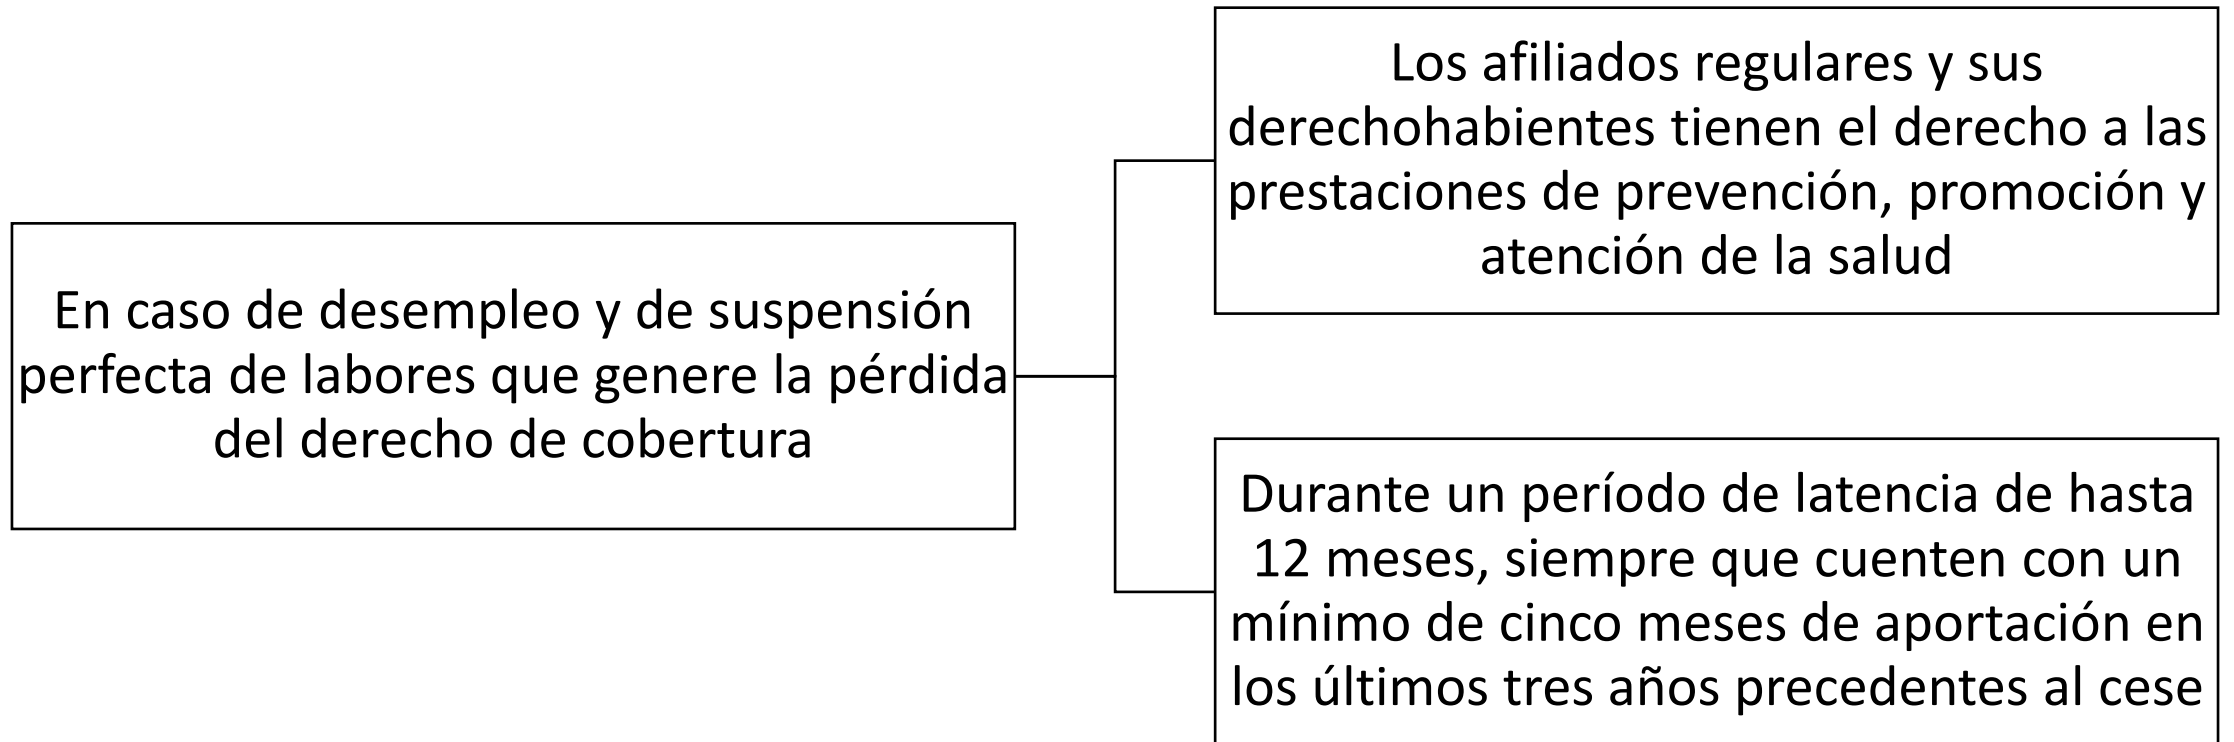 En caso de desempleo y de suspensión
perfecta de labores que genere la pérdida
del derecho de cobertura
Los afiliados regulares y sus
derechohabientes tienen el derecho a las
prestaciones de prevención, promoción y
atención de la salud
Durante un período de latencia de hasta
12 meses, siempre que cuenten con un
mínimo de cinco meses de aportación en
los últimos tres años precedentes al cese